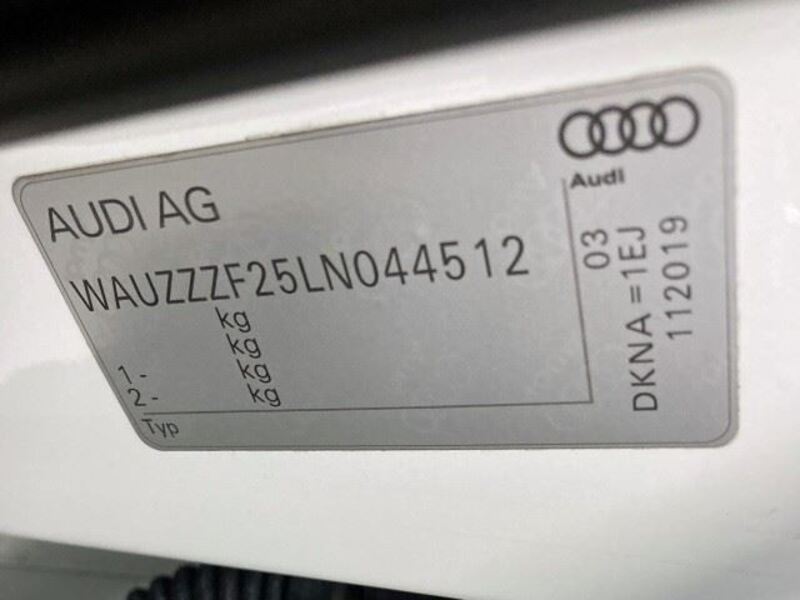 AUDI AG
WAUZZZF25LN044512
kg
kg
1- kg
2- kg
Typ
Audi
03
DKNA=1EJ
112019